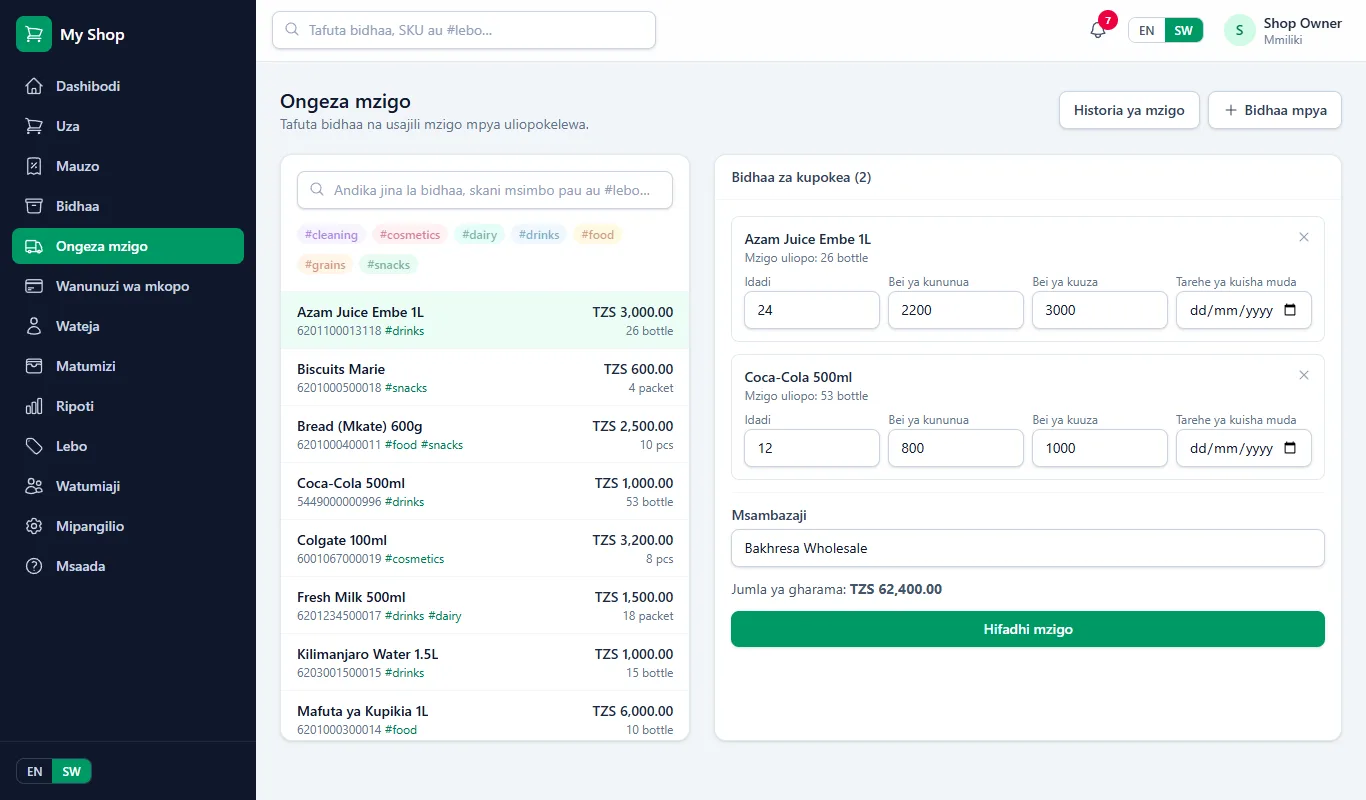 My Shop
Dashibodi
Uza
Mauzo
Bidhaa
Ongeza mzigo
Wanunuzi wa mkopo
Wateja
Matumizi
Ripoti
Lebo
Watumiaji
Mipangilio
Msaada
EN SW
Tafuta bidhaa, SKU au #lebo...
7
EN SW
S
Shop Owner
Mmiliki
Ongeza mzigo
Tafuta bidhaa na usajili mzigo mpya uliopokelewa.
Historia ya mzigo
Bidhaa mpya
Andika jina la bidhaa, skani msimbo pau au #lebo...
#cleaning #cosmetics #dairy #drinks #food
#grains #snacks
Azam Juice Embe 1L TZS 3,000.00
6201100013118 #drinks 26 bottle
Biscuits Marie TZS 600.00
6201000500018 #snacks 4 packet
Bread (Mkate) 600g TZS 2,500.00
6201000400011 #food #snacks 10 pcs
Coca-Cola 500ml TZS 1,000.00
5449000000996 #drinks 53 bottle
Colgate 100ml TZS 3,200.00
6001067000019 #cosmetics 8 pcs
Fresh Milk 500ml TZS 1,500.00
6201234500017 #drinks #dairy 18 packet
Kilimanjaro Water 1.5L TZS 1,000.00
6203001500015 #drinks 15 bottle
Mafuta ya Kupikia 1L TZS 6,000.00
6201000300014 #food 10 bottle
Bidhaa za kupokea (2)
Azam Juice Embe 1L
Mzigo uliopo: 26 bottle
Idadi Bei ya kununua Bei ya kuuza Tarehe ya kuisha muda
24 2200 3000 dd/mm/yyyy
Coca-Cola 500ml
Mzigo uliopo: 53 bottle
Idadi Bei ya kununua Bei ya kuuza Tarehe ya kuisha muda
12 800 1000 dd/mm/yyyy
Msambazaji
Bakhresa Wholesale
Jumla ya gharama: TZS 62,400.00
Hifadhi mzigo